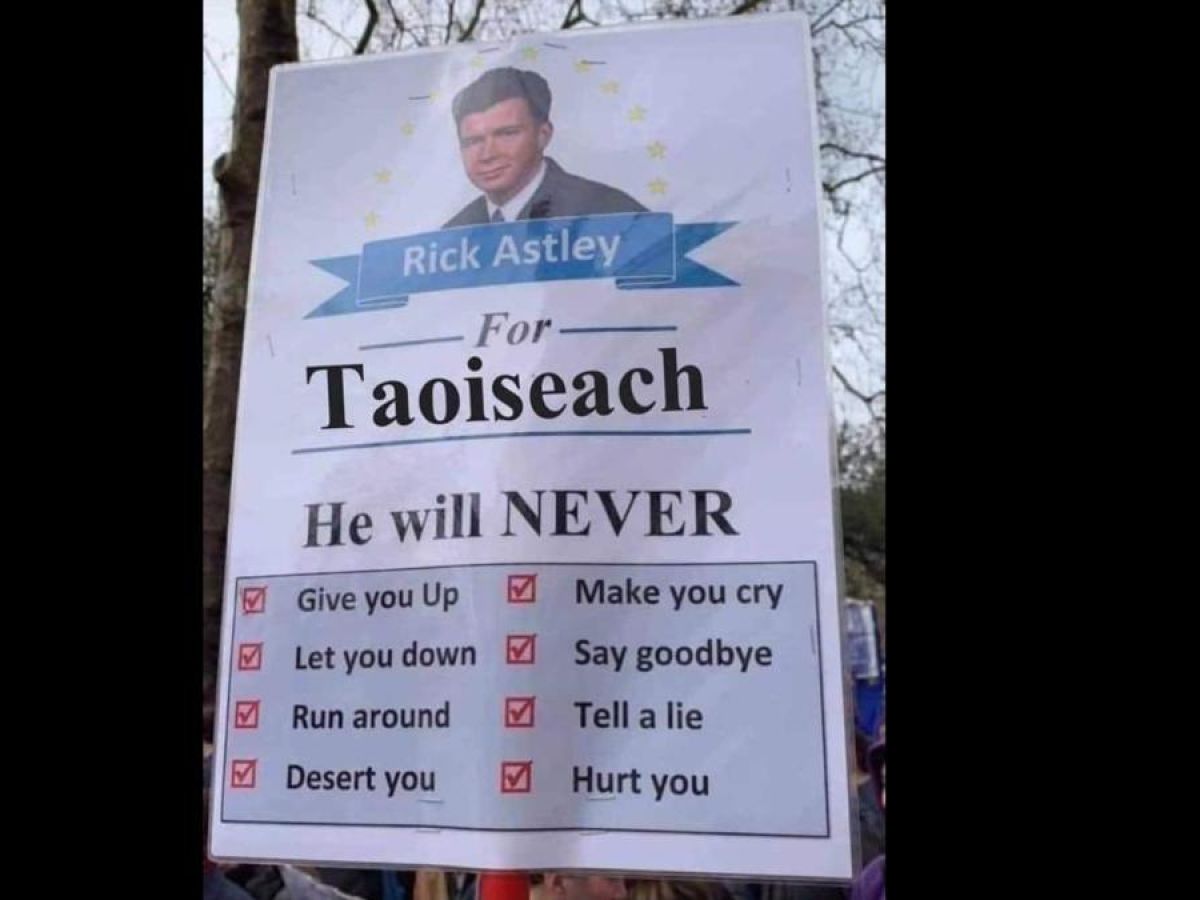 Rick Astley
For
Taoiseach
He will NEVER
Give you Up
Let you down
Run around
Desert you
Make you cry
Say goodbye
Tell a lie
Hurt you